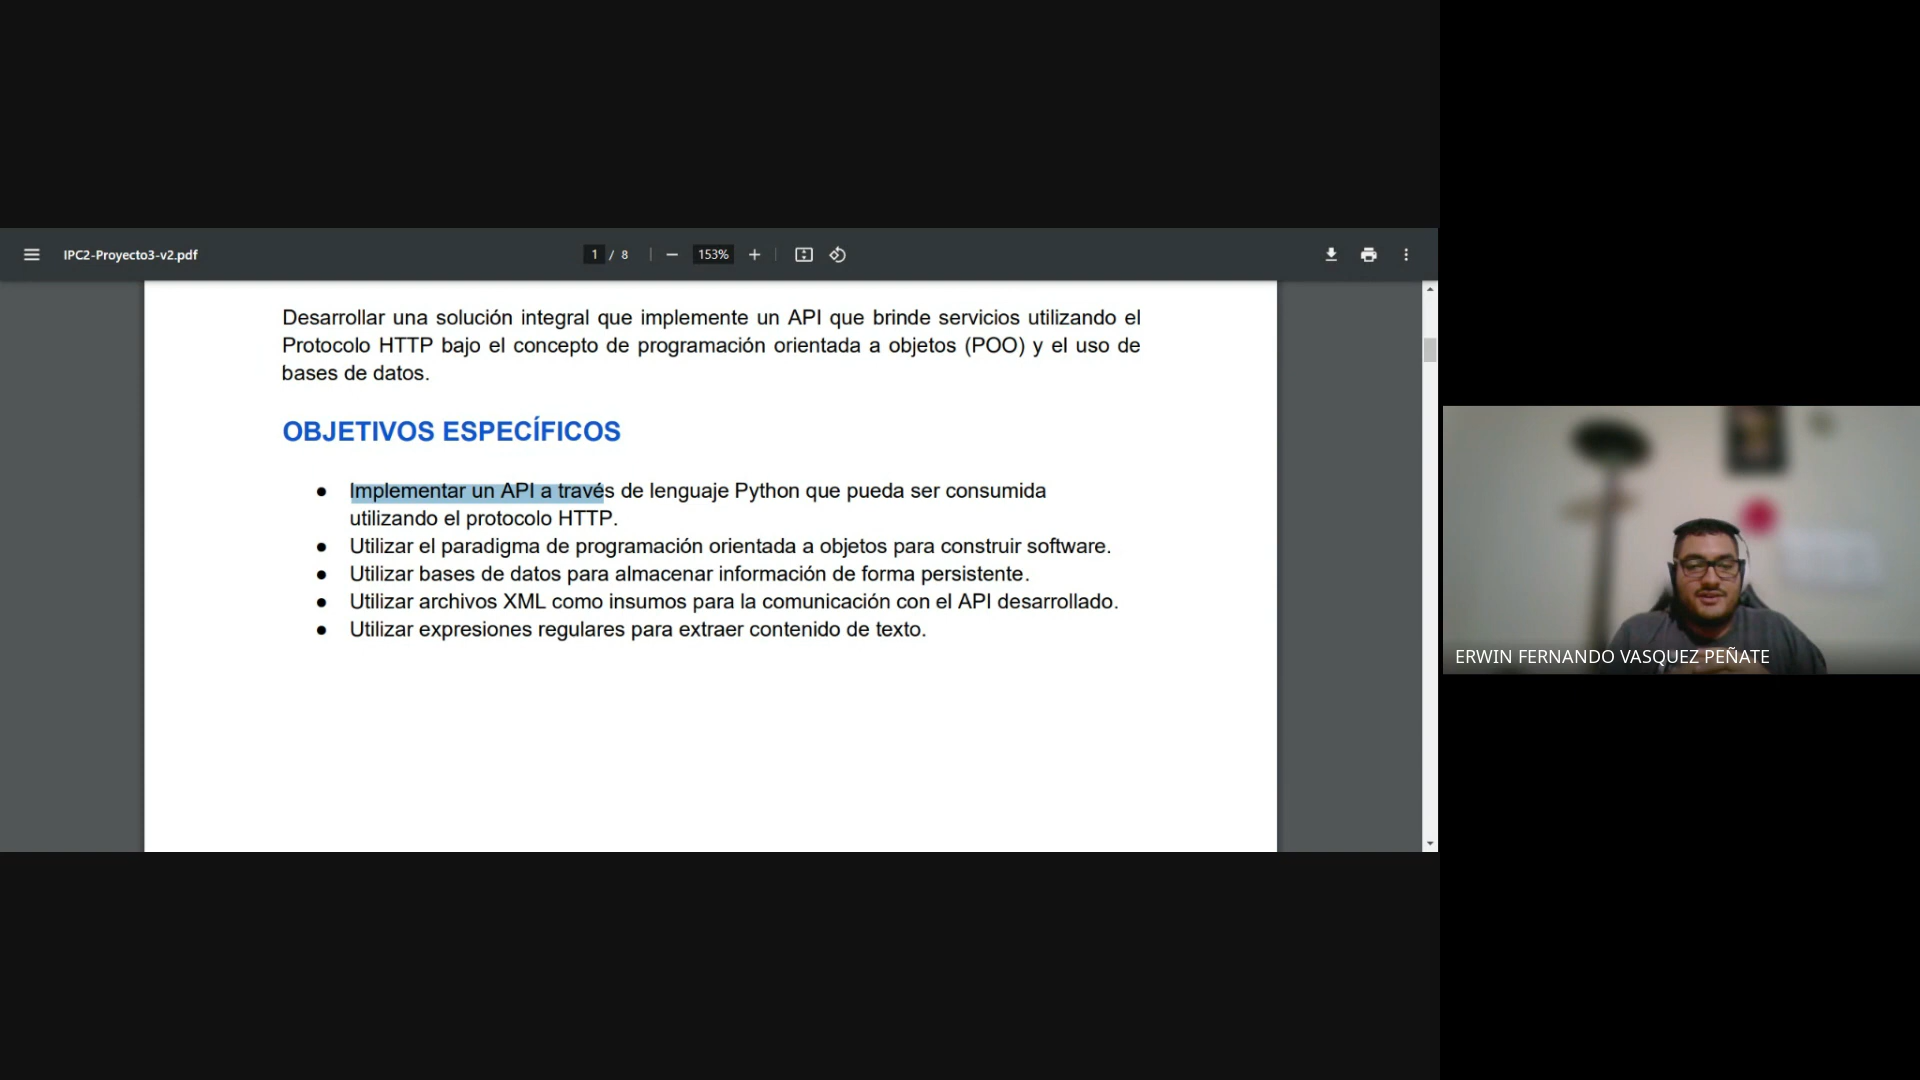 IPC2-Proyecto3-v2.pdf
1 / 8
153%
Desarrollar una solución integral que implemente un API que brinde servicios utilizando el
Protocolo HTTP bajo el concepto de programación orientada a objetos (POO) y el uso de
bases de datos.
OBJETIVOS ESPECÍFICOS
● Implementar un API a través de lenguaje Python que pueda ser consumida
utilizando el protocolo HTTP.
● Utilizar el paradigma de programación orientada a objetos para construir software.
● Utilizar bases de datos para almacenar información de forma persistente.
● Utilizar archivos XML como insumos para la comunicación con el API desarrollado.
● Utilizar expresiones regulares para extraer contenido de texto.
ERWIN FERNANDO VASQUEZ PEÑATE